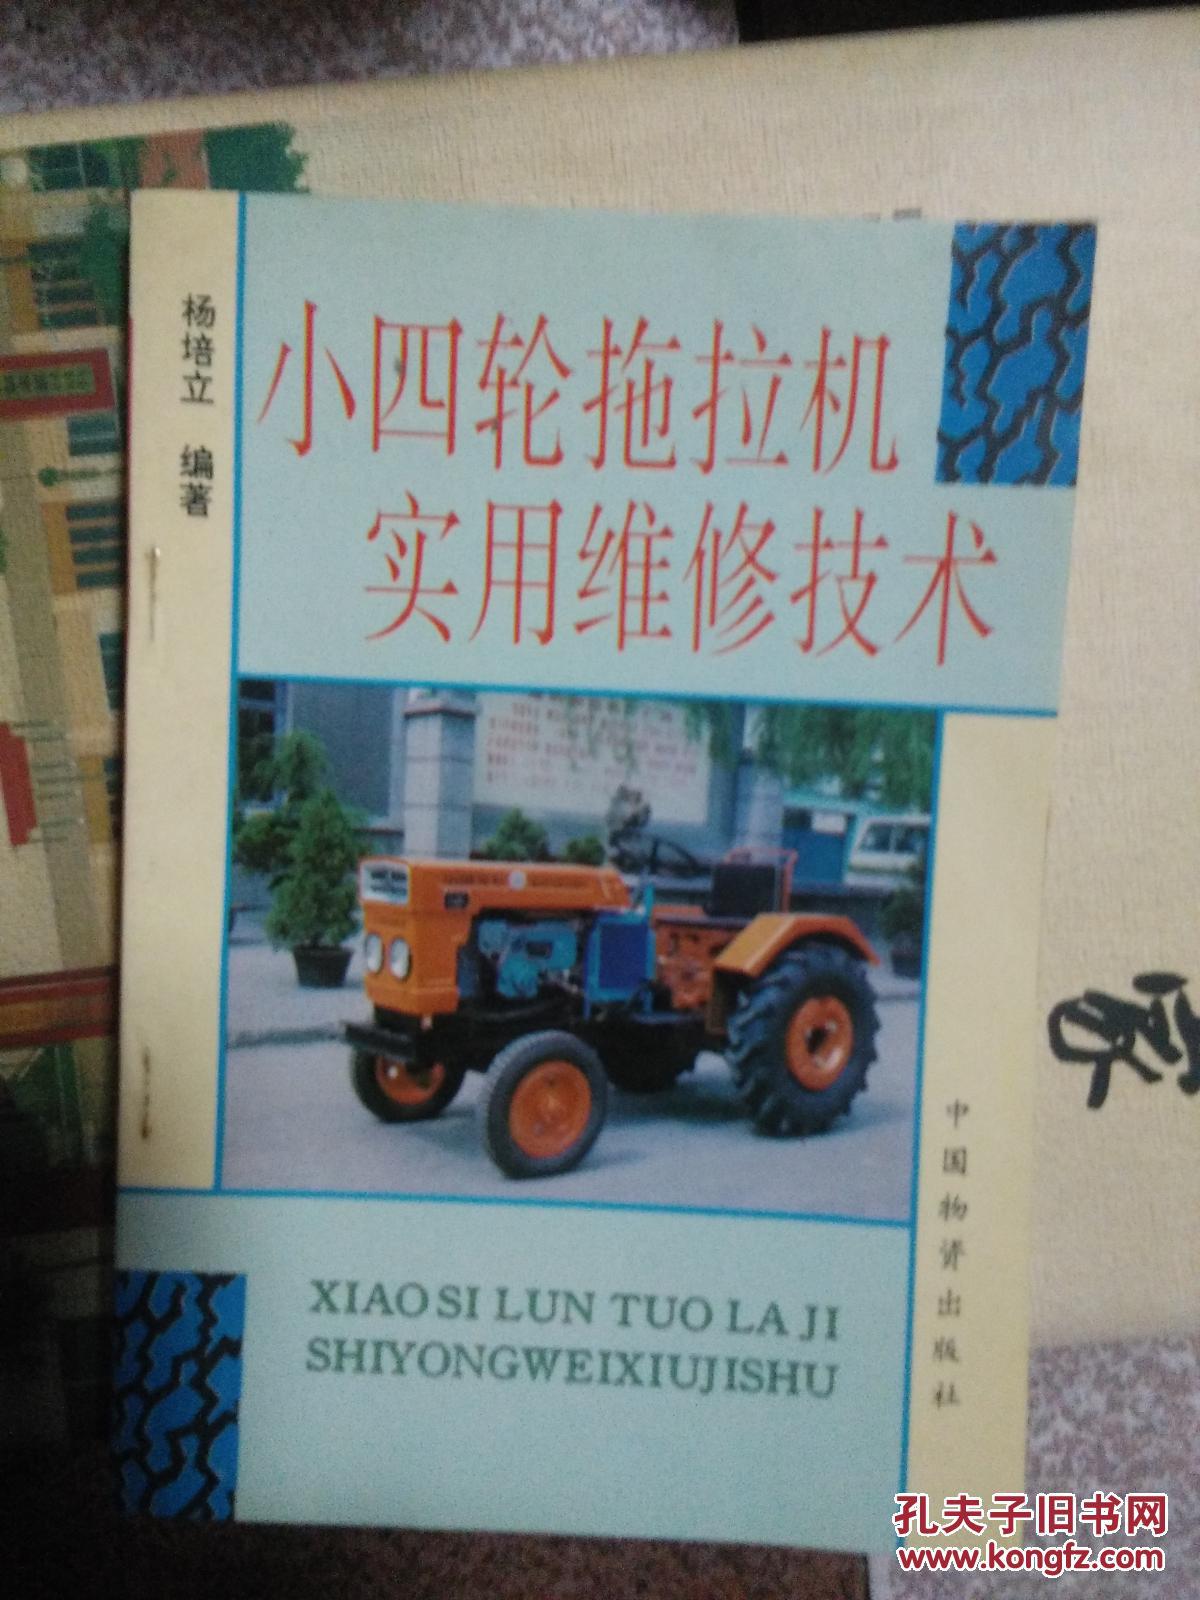 杨培立 编著
小四轮拖拉机
实用维修技术
中国物资出版社
XIAO SI LUN TUO LA JI
SHIYONGWEIXIUJISHU
孔夫子旧书网
www.kongfz.com